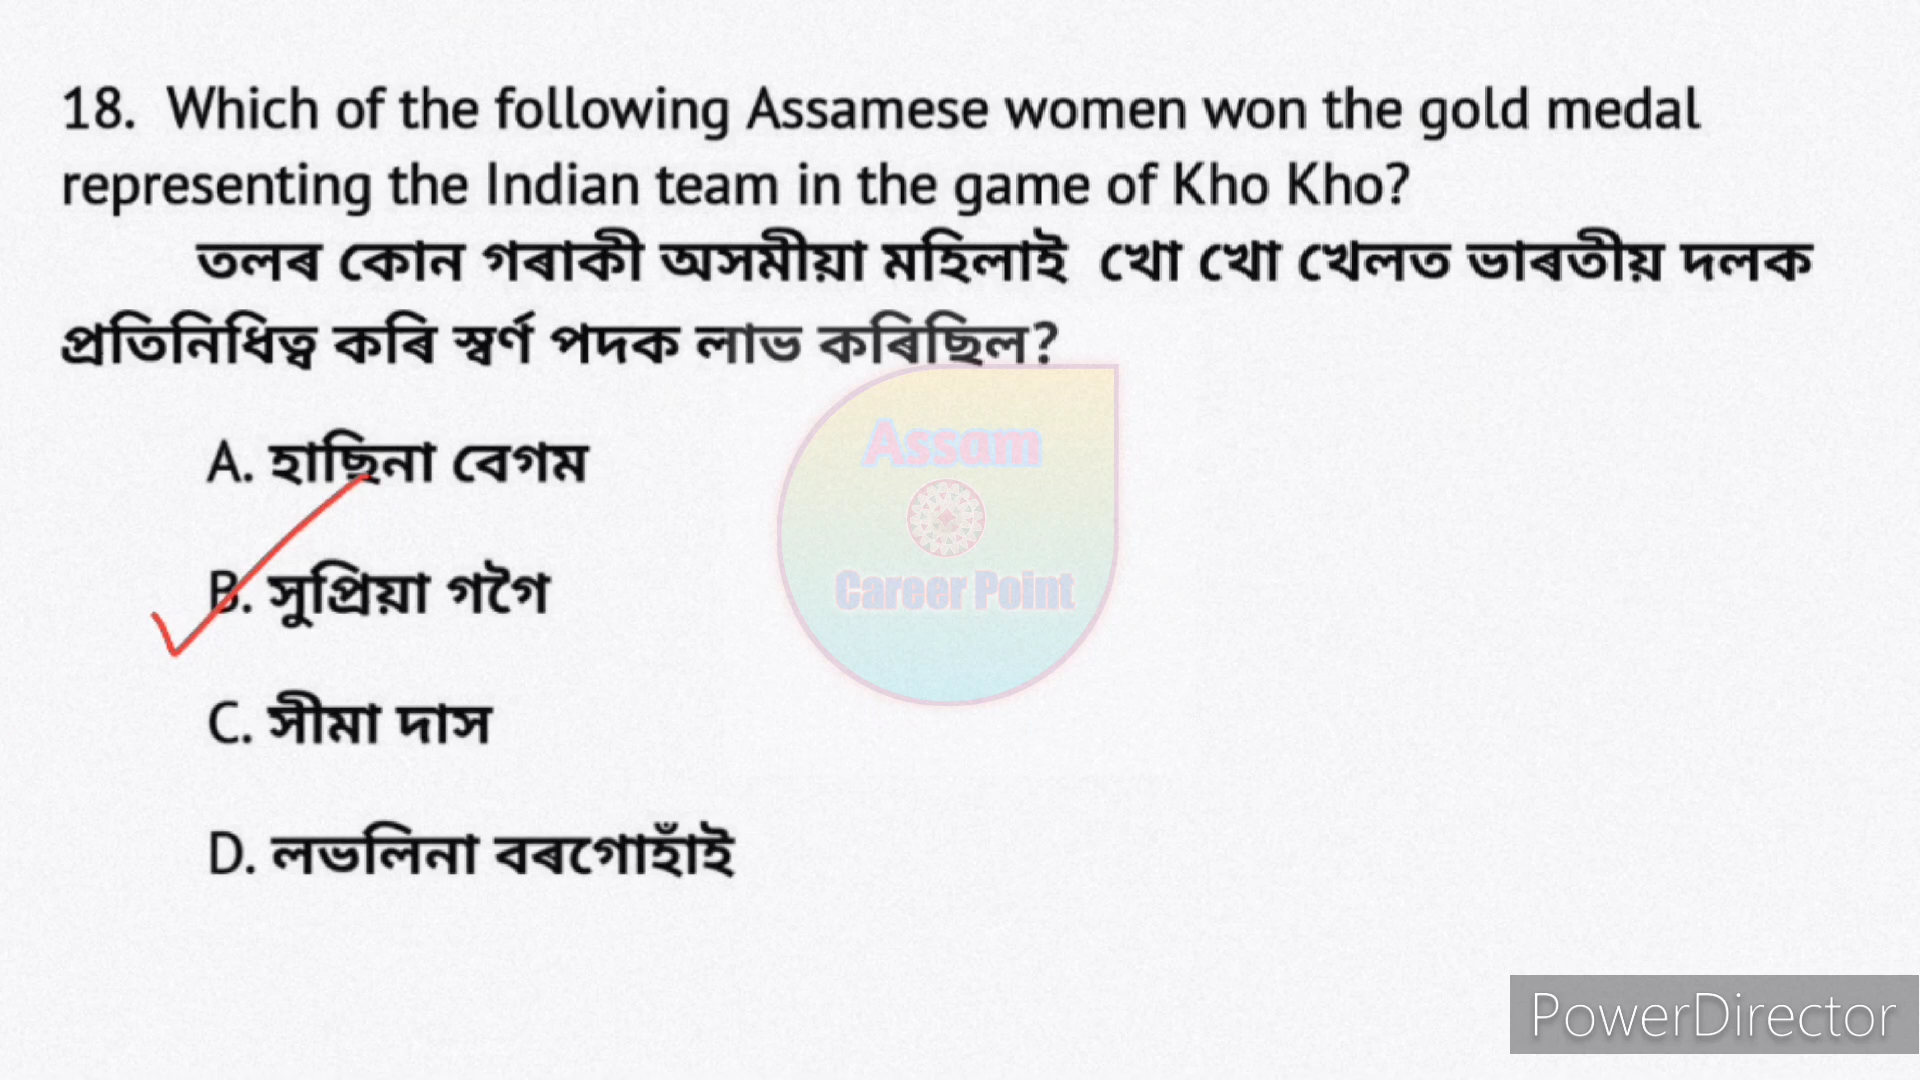 18. Which of the following Assamese women won the gold medal
representing the Indian team in the game of Kho Kho?
তলৰ কোন গৰাকী অসমীয়া মহিলাই খো খো খেলত ভাৰতীয় দলক
প্ৰতিনিধিত্ব কৰি স্বৰ্ণ পদক লাভ কৰিছিল?
Assam
Career Point
A. হাছিনা বেগম
B. সুপ্ৰিয়া গগৈ
C. সীমা দাস
D. লভলিনা বৰগোহাঁই
PowerDirector